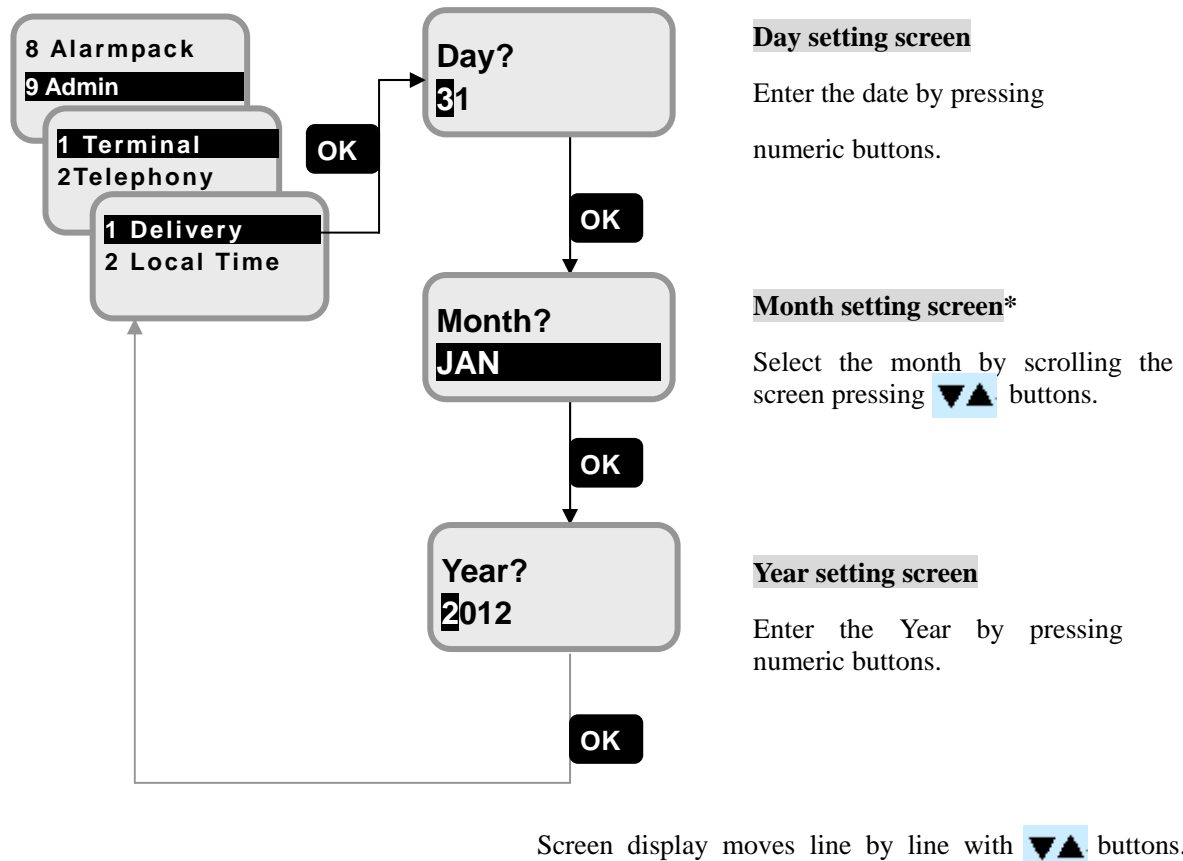 8 Alarmpack
9 Admin
1 Terminal
2Telephony
1 Delivery
2 Local Time
OK
Day?
31
Day setting screen
Enter the date by pressing
numeric buttons.
OK
Month?
JAN
Month setting screen*
Select the month by scrolling the
screen pressing ▼▲ buttons.
OK
Year?
2012
Year setting screen
Enter the Year by pressing
numeric buttons.
OK
Screen display moves line by line with ▼▲ buttons.